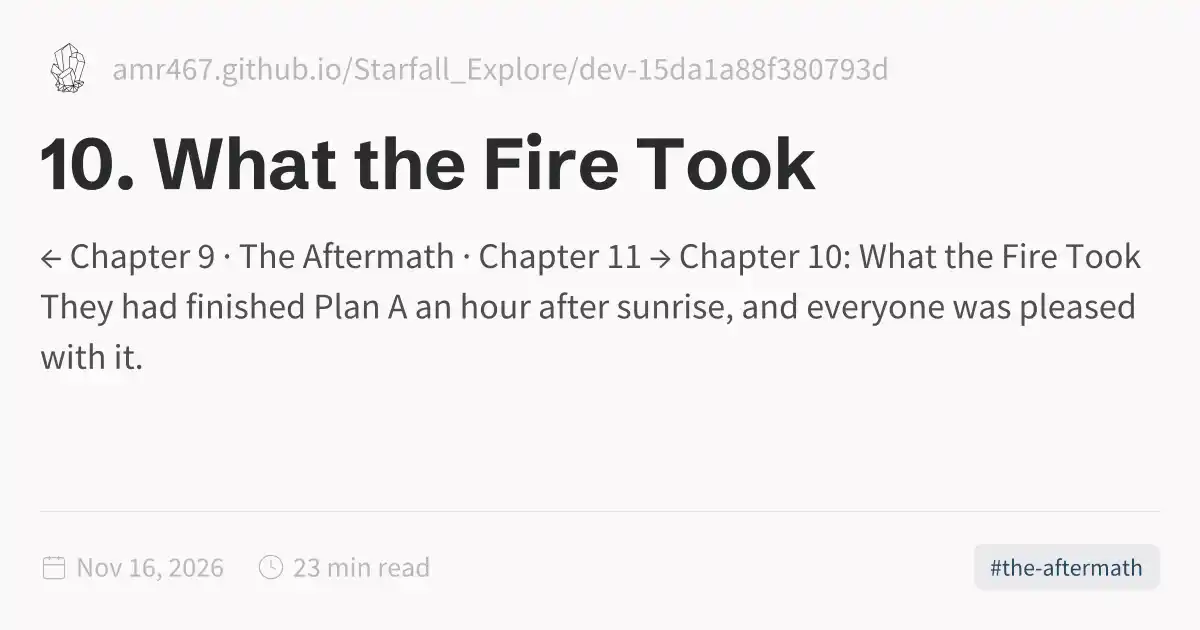 amr467.github.io/Starfall_Explore/dev-15da1a88f380793d
10. What the Fire Took
← Chapter 9 · The Aftermath · Chapter 11 → Chapter 10: What the Fire Took
They had finished Plan A an hour after sunrise, and everyone was pleased
with it.
Nov 16, 2026
23 min read
#the-aftermath